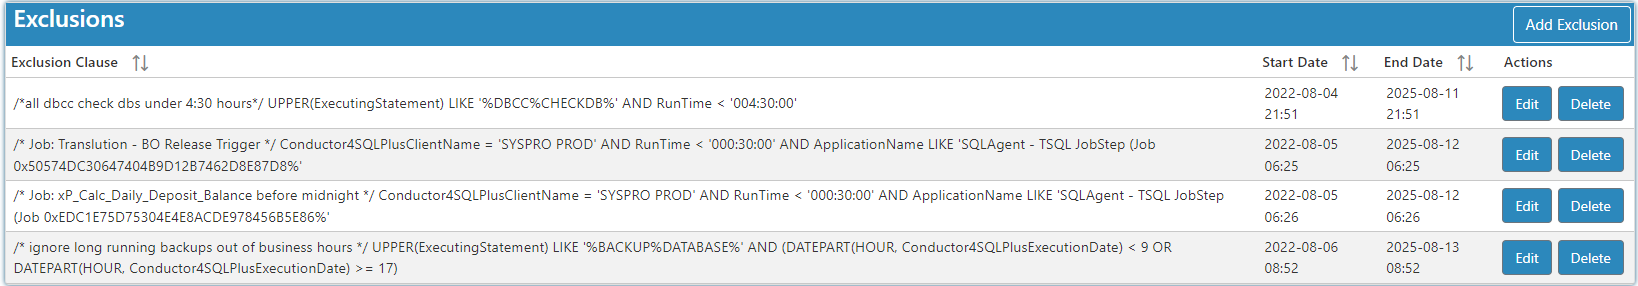 Exclusions
Add Exclusion
Exclusion Clause
Start Date
End Date
Actions
/*all dbcc check dbs under 4:30 hours*/ UPPER(ExecutingStatement) LIKE '%DBCC%CHECKDB%' AND RunTime < '004:30:00'
2022-08-04
21:51
2025-08-11
21:51
Edit
Delete
/* Job: Translution - BO Release Trigger */ Conductor4SQLPlusClientName = 'SYSPRO PROD' AND RunTime < '000:30:00' AND ApplicationName LIKE 'SQLAgent - TSQL JobStep (Job
0x50574DC30647404B9D12B7462D8E87D8%'
2022-08-05
06:25
2025-08-12
06:25
Edit
Delete
/* Job: xP_Calc_Daily_Deposit_Balance before midnight */ Conductor4SQLPlusClientName = 'SYSPRO PROD' AND RunTime < '000:30:00' AND ApplicationName LIKE 'SQLAgent - TSQL JobStep
(Job 0xEDC1E75D75304E4E8ACDE978456B5E86%'
2022-08-05
06:26
2025-08-12
06:26
Edit
Delete
/* ignore long running backups out of business hours */ UPPER(ExecutingStatement) LIKE '%BACKUP%DATABASE%' AND (DATEPART(HOUR, Conductor4SQLPlusExecutionDate) < 9 OR
DATEPART(HOUR, Conductor4SQLPlusExecutionDate) >= 17)
2022-08-06
08:52
2025-08-13
08:52
Edit
Delete